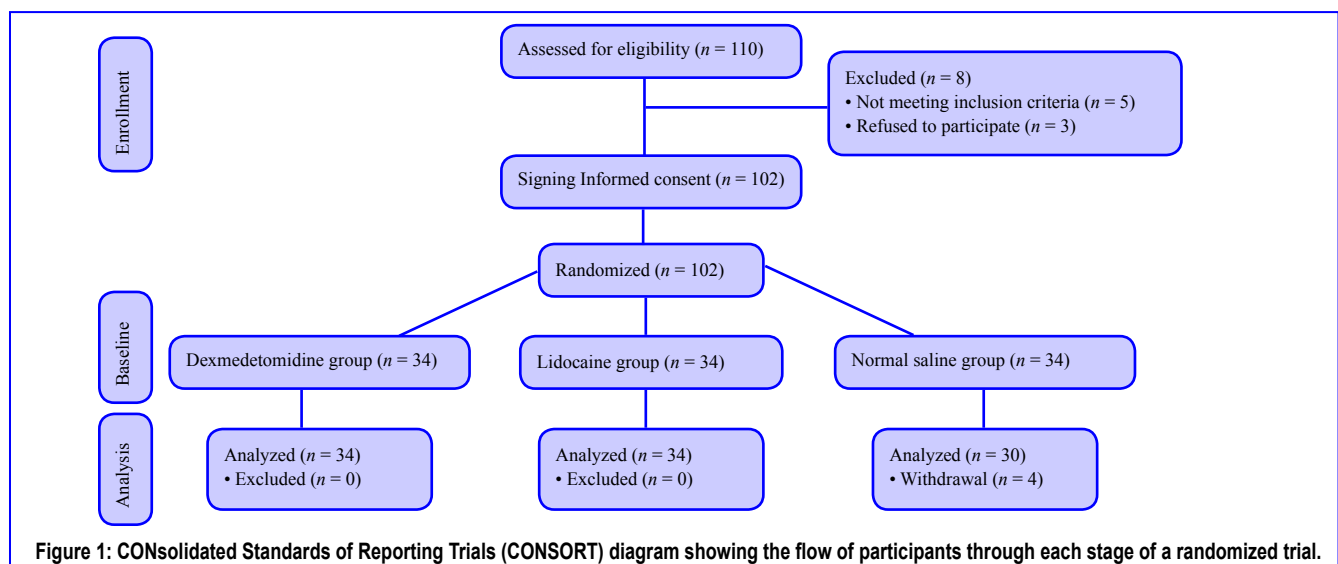 Enrollment
Assessed for eligibility (n = 110)
Excluded (n = 8)
• Not meeting inclusion criteria (n = 5)
• Refused to participate (n = 3)
Signing Informed consent (n = 102)
Randomized (n = 102)
Baseline
Dexmedetomidine group (n = 34)
Lidocaine group (n = 34)
Normal saline group (n = 34)
Analysis
Analyzed (n = 34)
• Excluded (n = 0)
Analyzed (n = 34)
• Excluded (n = 0)
Analyzed (n = 30)
• Withdrawal (n = 4)
Figure 1: CONsolidated Standards of Reporting Trials (CONSORT) diagram showing the flow of participants through each stage of a randomized trial.